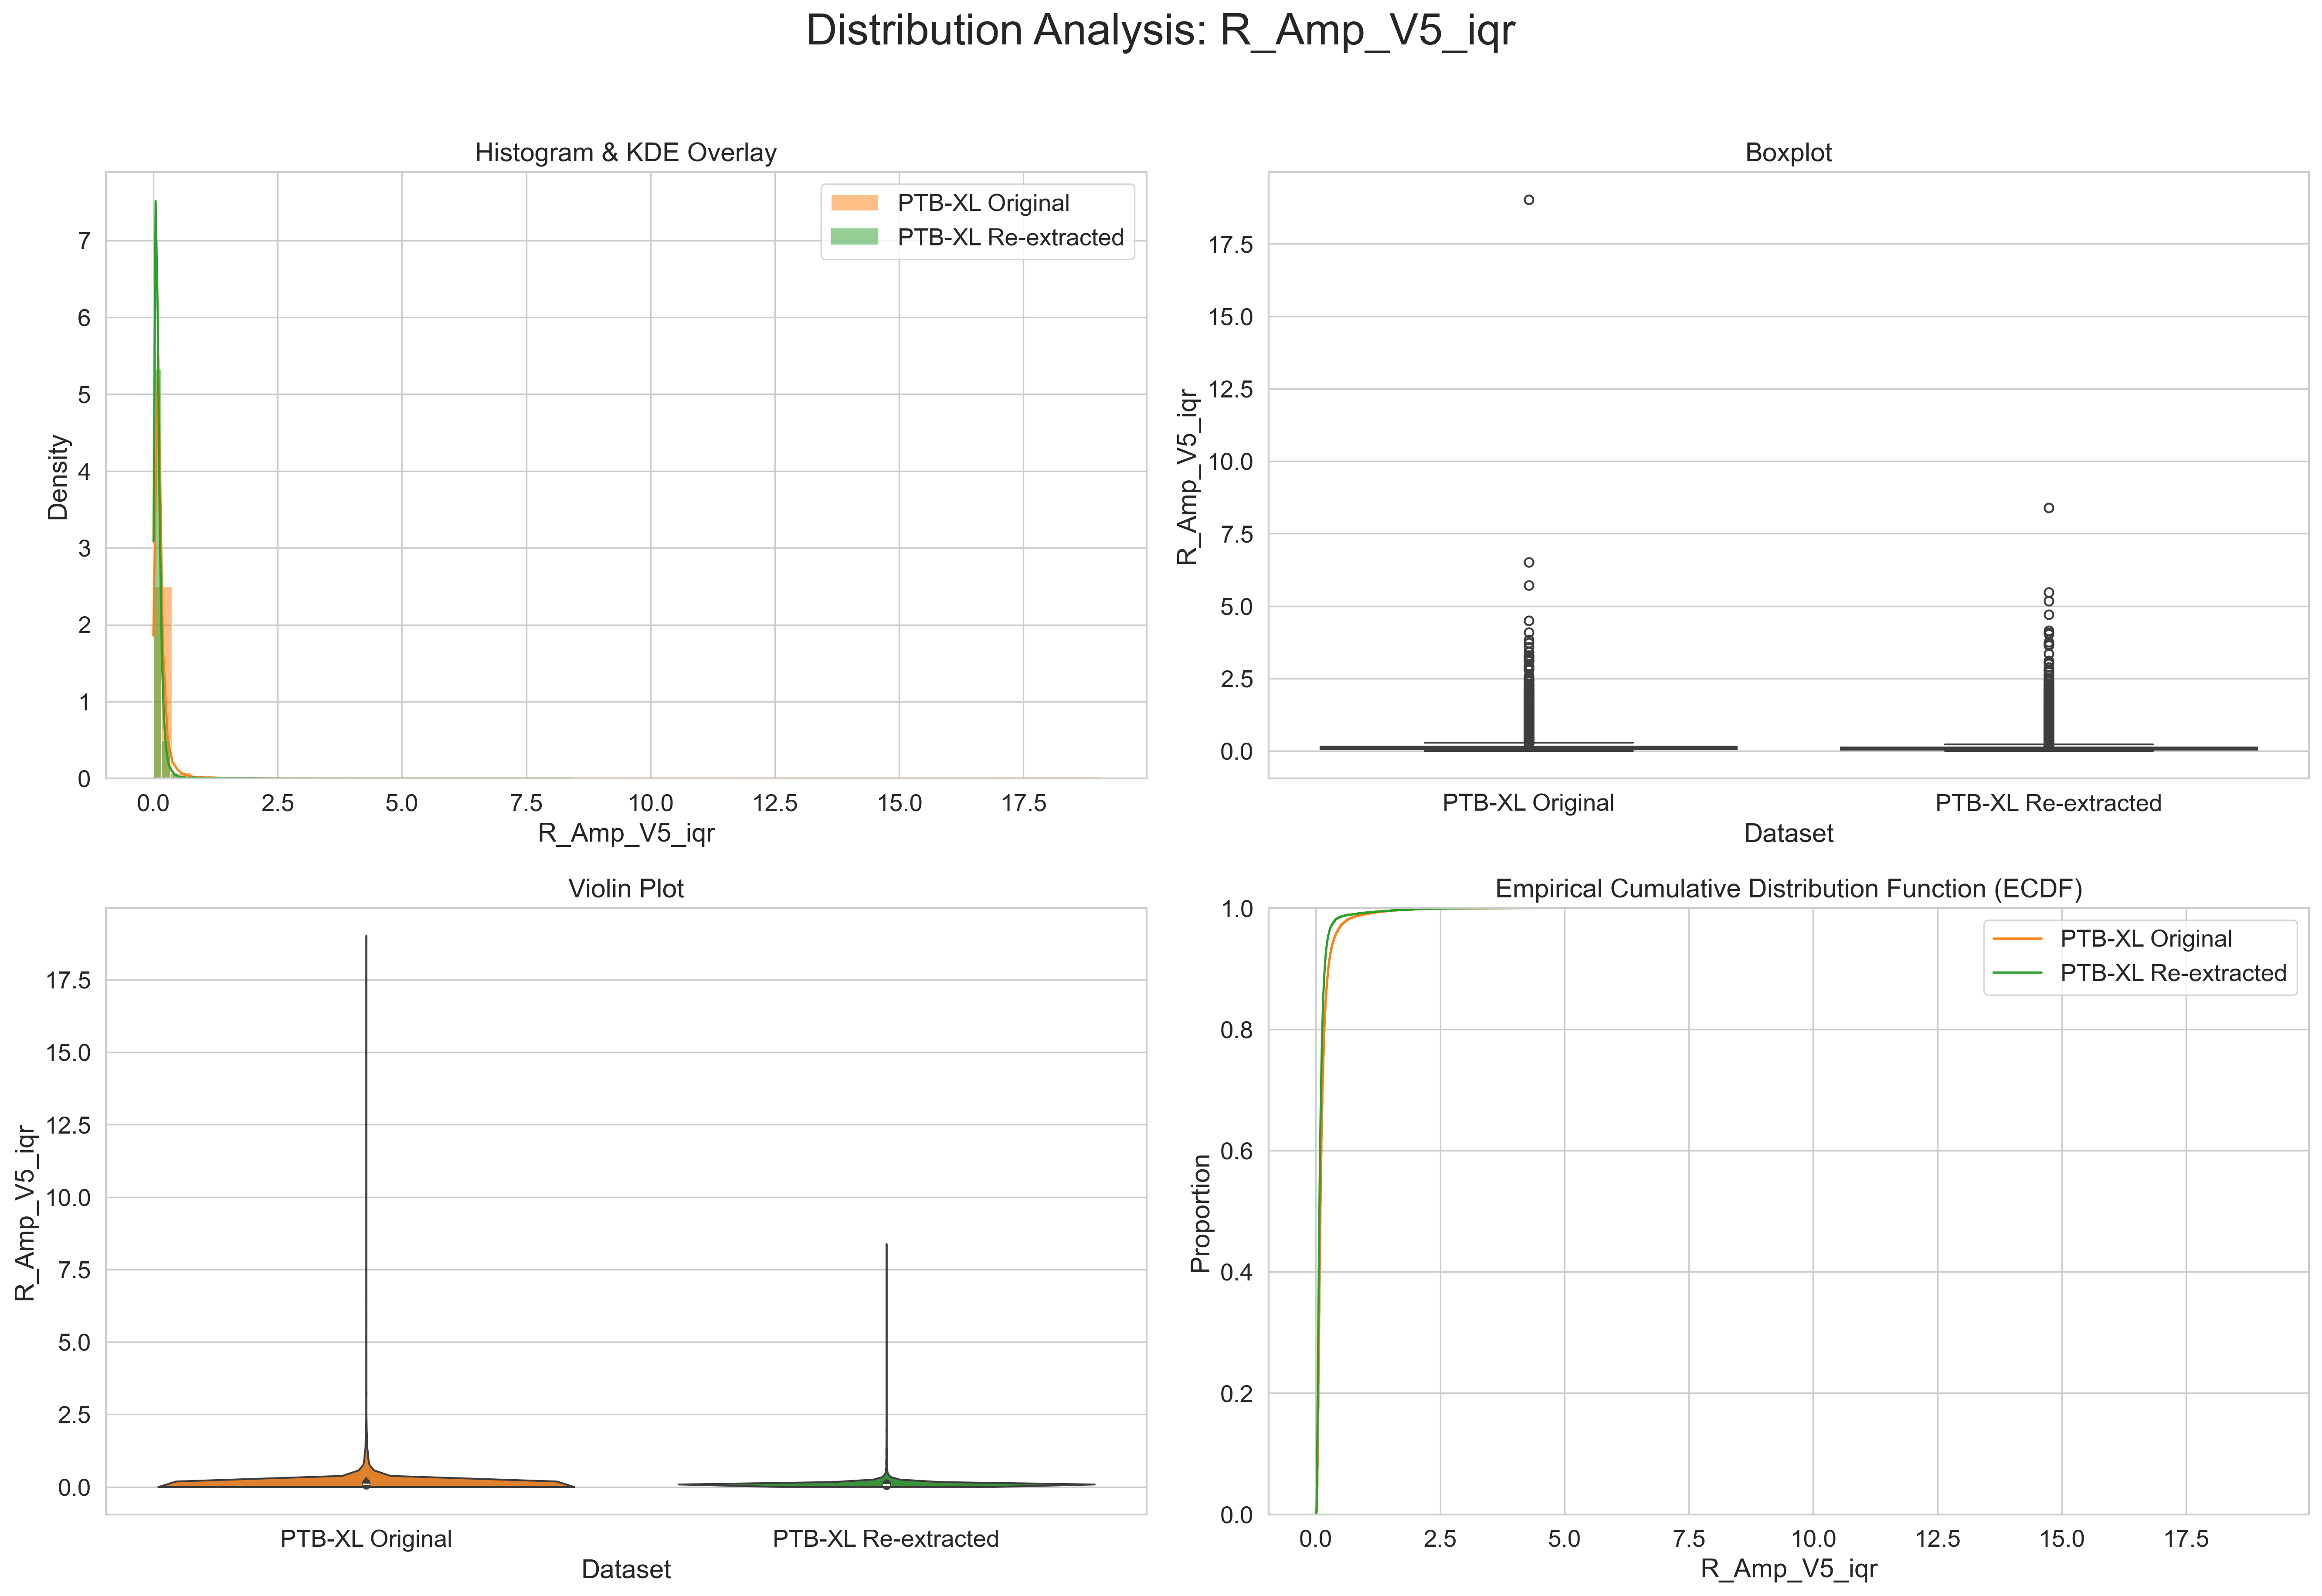 Distribution Analysis: R_Amp_V5_iqr
Histogram & KDE Overlay
PTB-XL Original
PTB-XL Re-extracted
7
6
5
4
3
2
1
0
Density
0.0 2.5 5.0 7.5 10.0 12.5 15.0 17.5
R_Amp_V5_iqr
Boxplot
17.5
15.0
12.5
10.0
7.5
5.0
2.5
0.0
R_Amp_V5_iqr
PTB-XL Original PTB-XL Re-extracted
Dataset
Violin Plot
17.5
15.0
12.5
10.0
7.5
5.0
2.5
0.0
R_Amp_V5_iqr
PTB-XL Original PTB-XL Re-extracted
Dataset
Empirical Cumulative Distribution Function (ECDF)
PTB-XL Original
PTB-XL Re-extracted
1.0
0.8
0.6
0.4
0.2
0.0
Proportion
0.0 2.5 5.0 7.5 10.0 12.5 15.0 17.5
R_Amp_V5_iqr